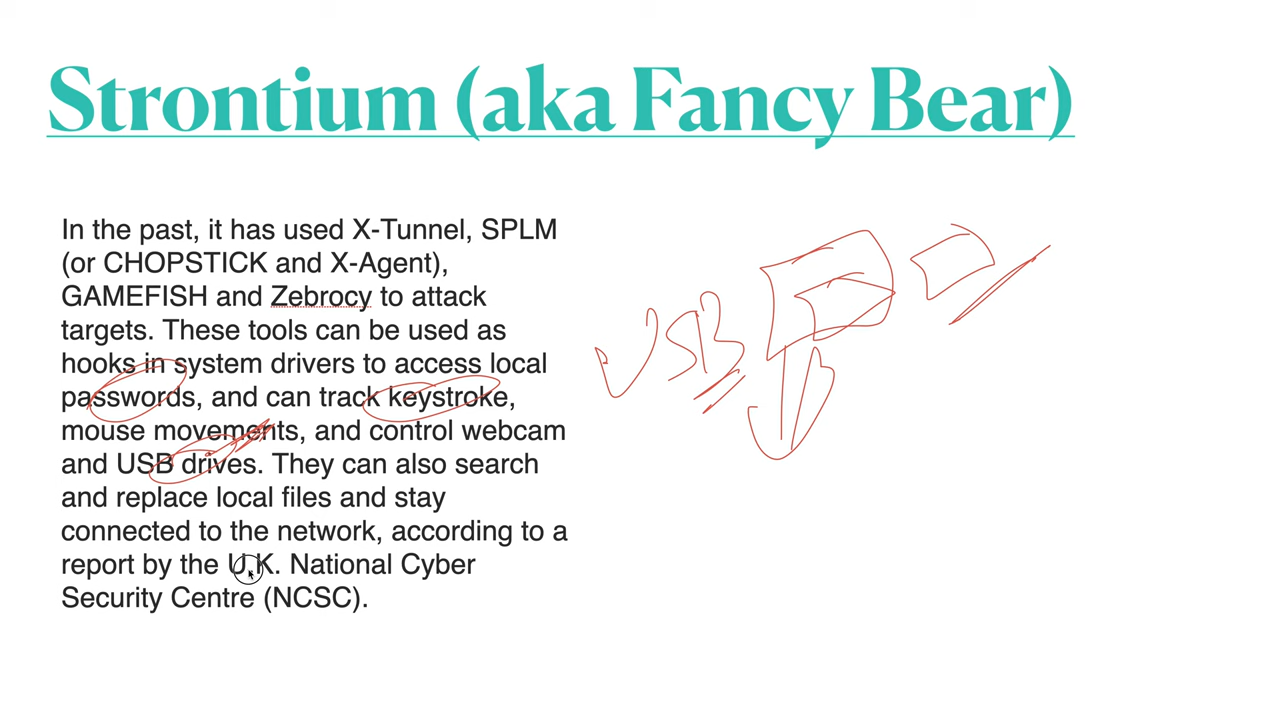 Strontium (aka Fancy Bear)
In the past, it has used X-Tunnel, SPLM
(or CHOPSTICK and X-Agent),
GAMEFISH and Zebrocy to attack
targets. These tools can be used as
hooks in system drivers to access local
passwords, and can track keystroke,
mouse movements, and control webcam
and USB drives. They can also search
and replace local files and stay
connected to the network, according to a
report by the U.K. National Cyber
Security Centre (NCSC).
USB